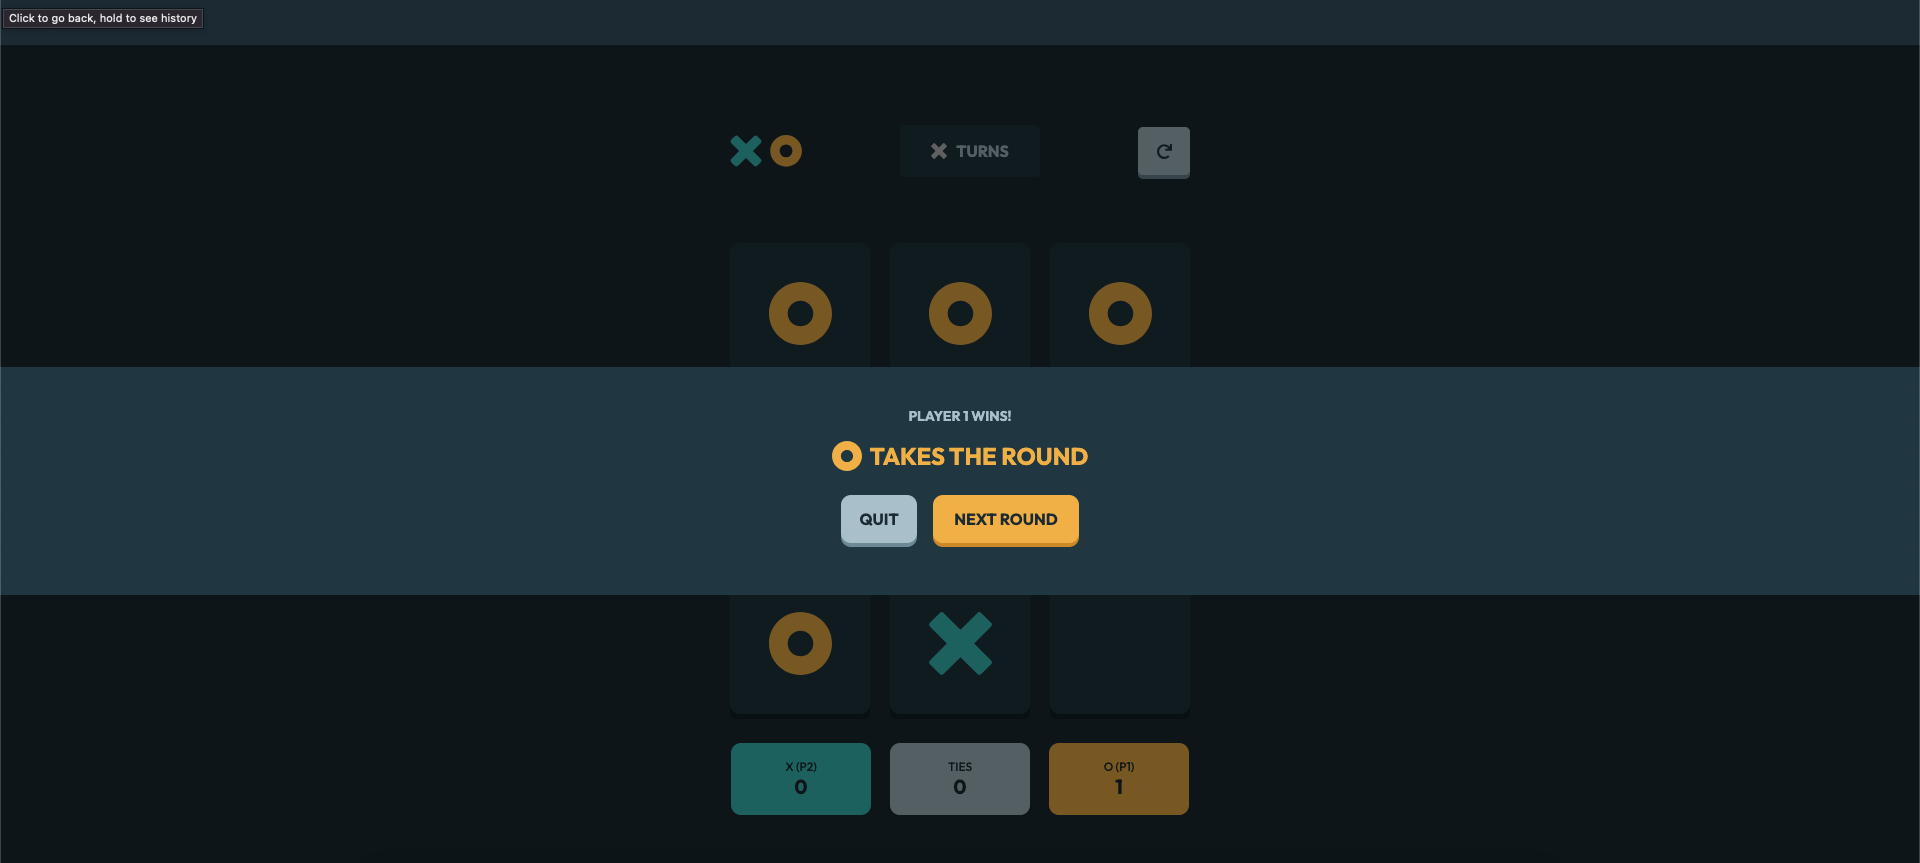 Click to go back, hold to see history
TURNS
PLAYER 1 WINS!
TAKES THE ROUND
QUIT
NEXT ROUND
X (P2)
0
TIES
0
O (P1)
1